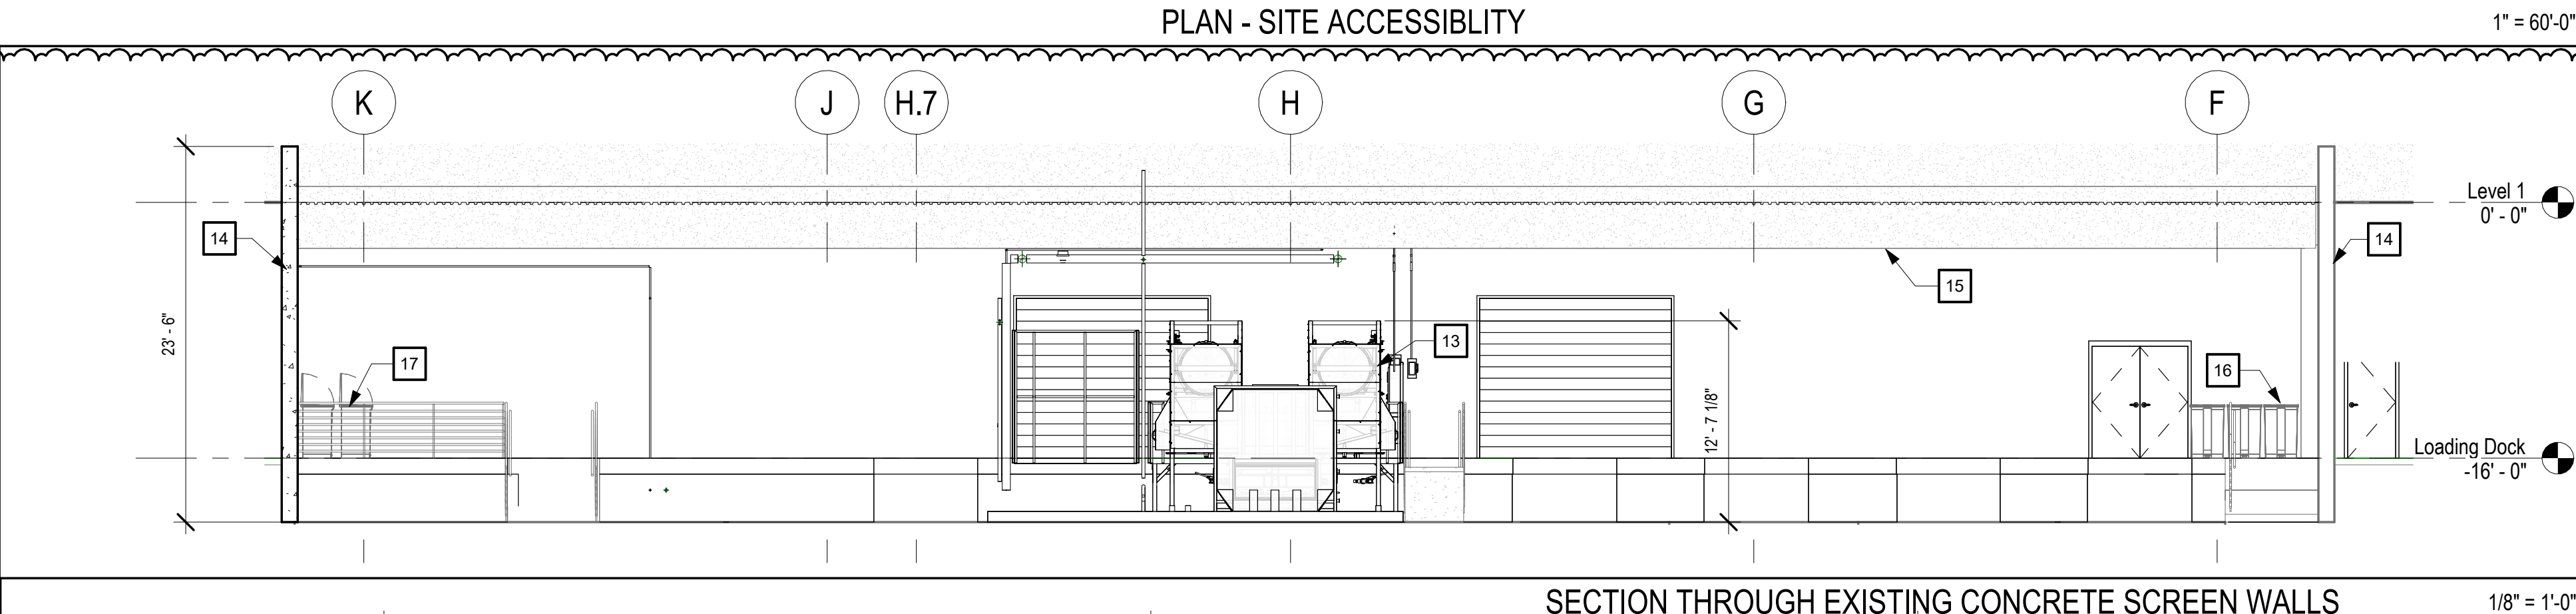 PLAN - SITE ACCESSIBLITY
1" = 60'-0"
K
J
H.7
H
G
F
Level 1
0' - 0"
14
14
15
23' - 6"
13
17
16
12' - 7 1/8"
Loading Dock
-16' - 0"
SECTION THROUGH EXISTING CONCRETE SCREEN WALLS
1/8" = 1'-0"